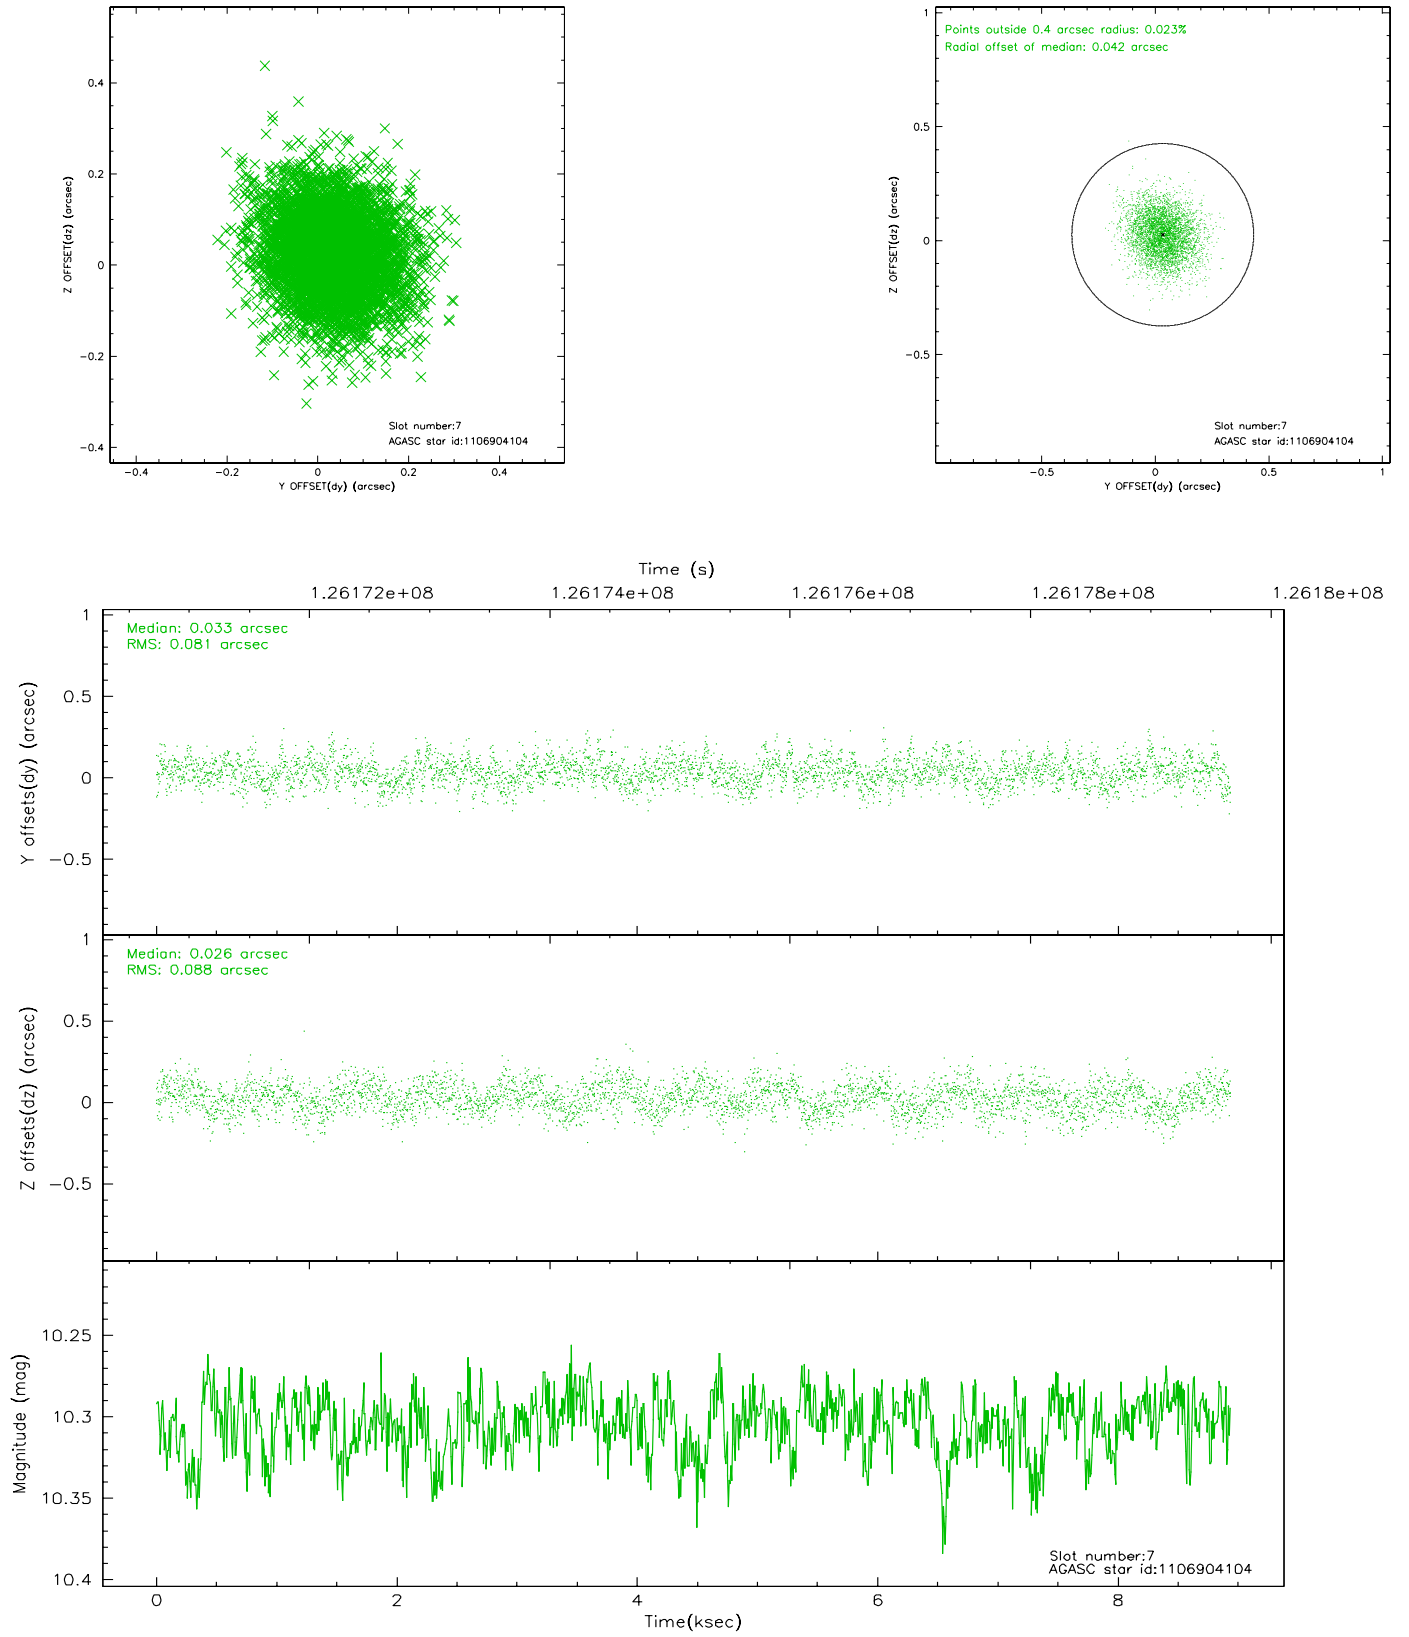 0.4
0.2
0
−0.2
−0.4
Z OFFSET(dz) (arcsec)
Slot number:7
AGASC star id:1106904104
−0.4 −0.2 0 0.2 0.4
Y OFFSET(dy) (arcsec)
Points outside 0.4 arcsec radius: 0.023%
Radial offset of median: 0.042 arcsec
1
0.5
0
−0.5
Z OFFSET(dz) (arcsec)
Slot number:7
AGASC star id:1106904104
−0.5 0 0.5 1
Y OFFSET(dy) (arcsec)
Time (s)
1.26172e+08 1.26174e+08 1.26176e+08 1.26178e+08 1.2618e+08
Median: 0.033 arcsec
RMS: 0.081 arcsec
1
0.5
0
−0.5
Y offsets(dy) (arcsec)
Median: 0.026 arcsec
RMS: 0.088 arcsec
1
0.5
0
−0.5
Z offsets(dz) (arcsec)
10.25
10.3
10.35
10.4
Magnitude (mag)
Slot number:7
AGASC star id:1106904104
0 2 4 6 8
Time(ksec)